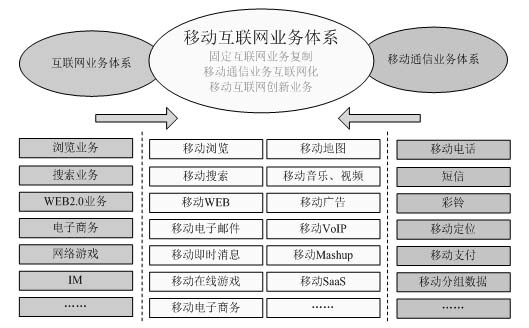 移动互联网业务体系
固定互联网业务复制
移动通信业务互联网化
移动互联网创新业务
互联网业务体系
移动通信业务体系
浏览业务
搜索业务
WEB2.0业务
电子商务
网络游戏
IM
……
移动浏览
移动地图
移动搜索
移动音乐、视频
移动WEB
移动广告
移动电子邮件
移动VoIP
移动即时消息
移动Mashup
移动在线游戏
移动SaaS
移动电子商务
……
移动电话
短信
彩铃
移动定位
移动支付
移动分组数据
……